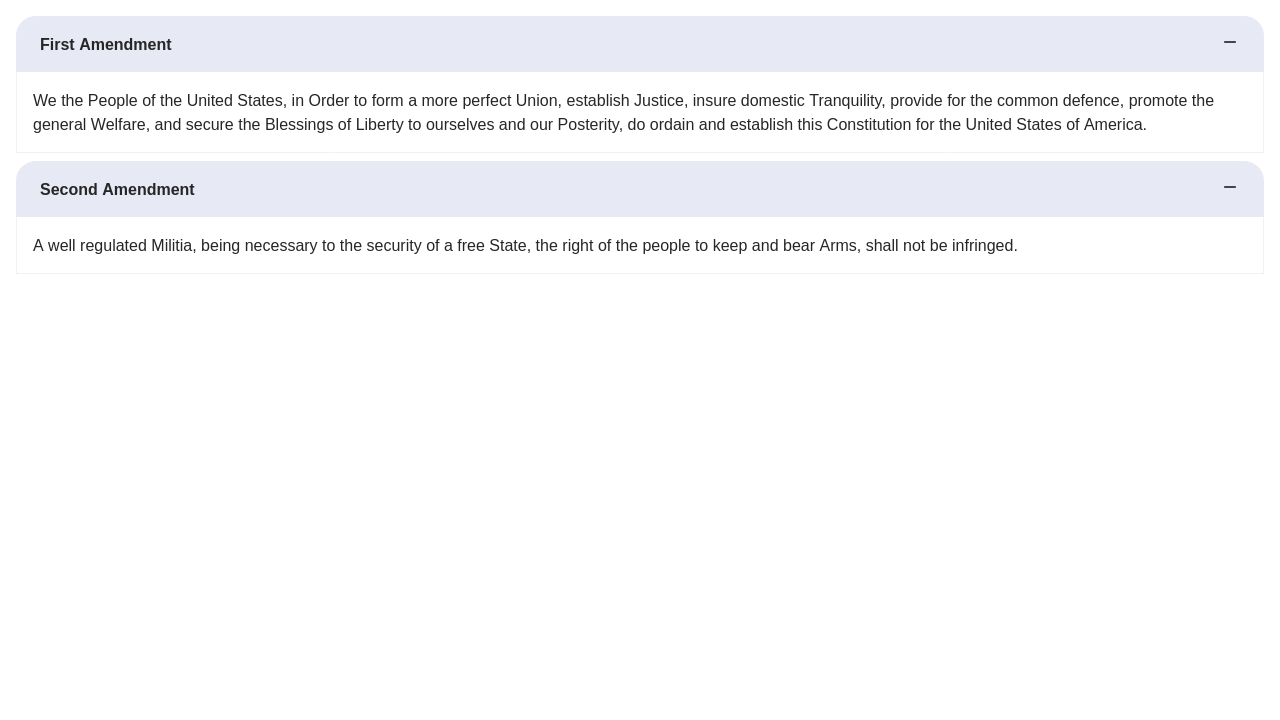 First Amendment
We the People of the United States, in Order to form a more perfect Union, establish Justice, insure domestic Tranquility, provide for the common defence, promote the
general Welfare, and secure the Blessings of Liberty to ourselves and our Posterity, do ordain and establish this Constitution for the United States of America.
Second Amendment
A well regulated Militia, being necessary to the security of a free State, the right of the people to keep and bear Arms, shall not be infringed.